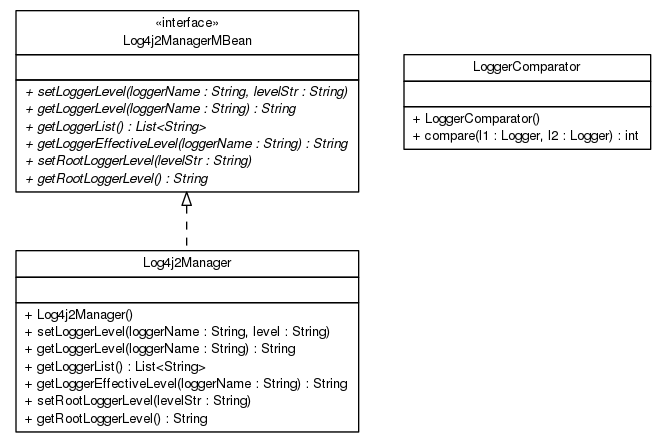 «interface»
Log4j2ManagerMBean
+ setLoggerLevel(loggerName : String, levelStr : String)
+ getLoggerLevel(loggerName : String) : String
+ getLoggerList() : List<String>
+ getLoggerEffectiveLevel(loggerName : String) : String
+ setRootLoggerLevel(levelStr : String)
+ getRootLoggerLevel() : String
LoggerComparator
+ LoggerComparator()
+ compare(l1 : Logger, l2 : Logger) : int
Log4j2Manager
+ Log4j2Manager()
+ setLoggerLevel(loggerName : String, level : String)
+ getLoggerLevel(loggerName : String) : String
+ getLoggerList() : List<String>
+ getLoggerEffectiveLevel(loggerName : String) : String
+ setRootLoggerLevel(levelStr : String)
+ getRootLoggerLevel() : String